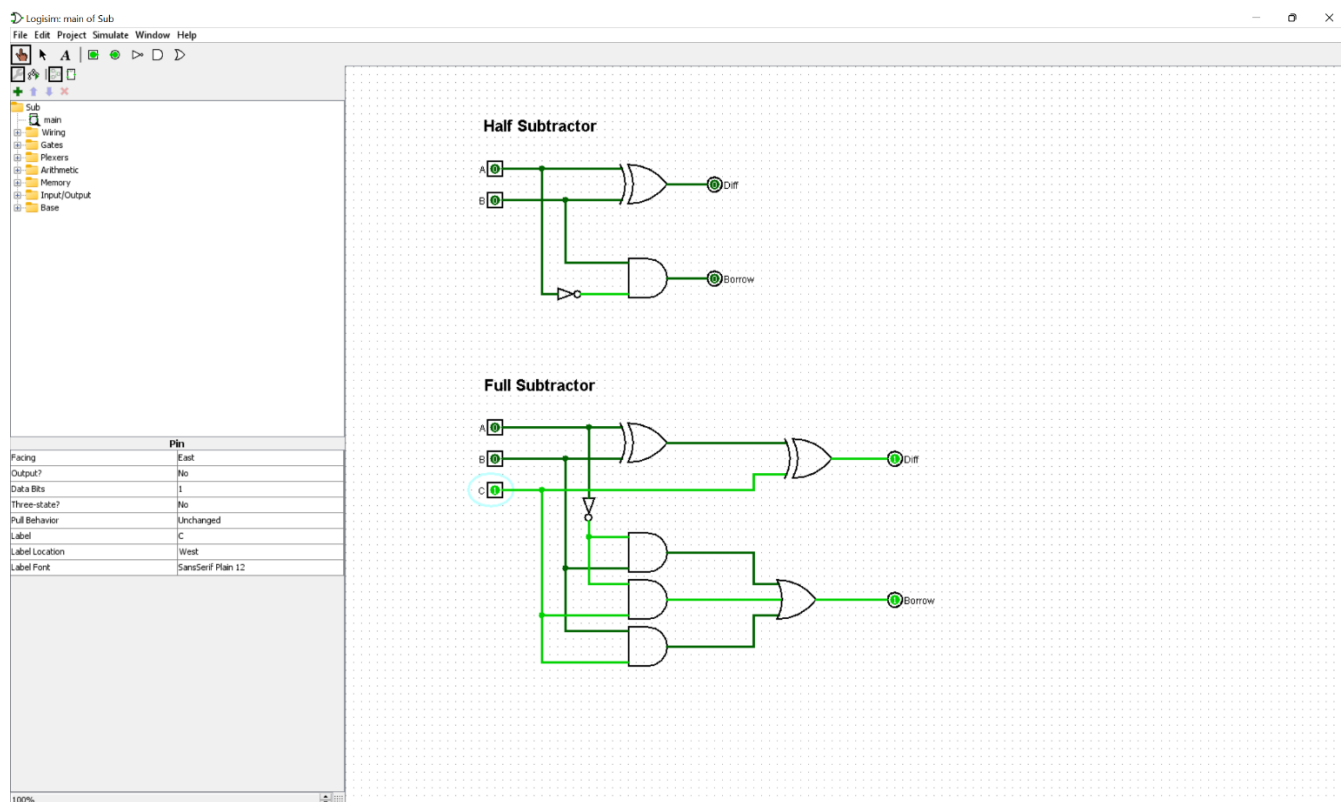 Logisim: main of Sub
File Edit Project Simulate Window Help
A
Sub
main
Wiring
Gates
Plexers
Arithmetic
Memory
Input/Output
Base
Pin
Facing East
Output? No
Data Bits 1
Three-state? No
Pull Behavior Unchanged
Label C
Label Location West
Label Font SansSerif Plain 12
100%
Half Subtractor
A 0
Diff 0
B 0
0 Borrow
Full Subtractor
A 0
B 0
1 Diff
C 1
1 Borrow